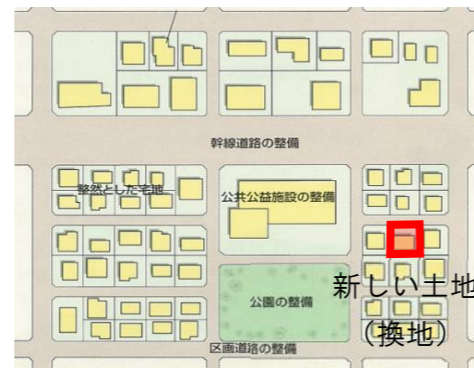 幹線道路の整備
整然とした宅地
公共公益施設の整備
新しい土地
(換地)
公園の整備
区画道路の整備